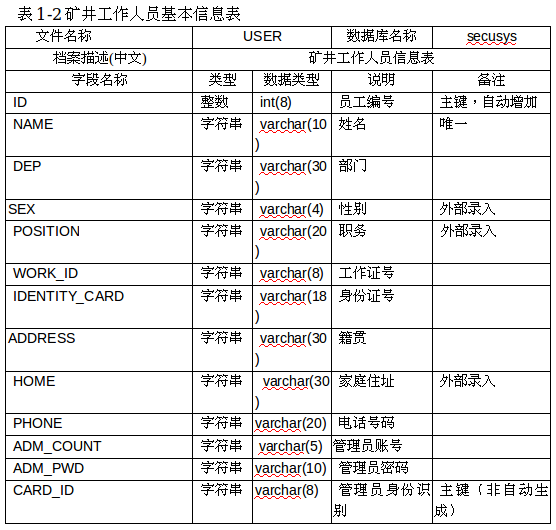 表1-2矿井工作人员基本信息表
文件名称 USER 数据库名称 secusys
档案描述(中文) 矿井工作人员信息表
字段名称 类型 数据类型 说明 备注
ID 整数 int(8) 员工编号 主键，自动增加
NAME 字符串 varchar(10 姓名 唯一
)
DEP 字符串 varchar(30 部门
)
SEX 字符串 varchar(4) 性别 外部录入
POSITION 字符串 varchar(20 职务 外部录入
)
WORK_ID 字符串 varchar(8) 工作证号
IDENTITY_CARD 字符串 varchar(18 身份证号
)
ADDRESS 字符串 varchar(30 籍贯
)
HOME 字符串 varchar(30 家庭住址 外部录入
)
PHONE 字符串 varchar(20) 电话号码
ADM_COUNT 字符串 varchar(5) 管理员账号
ADM_PWD 字符串 varchar(10) 管理员密码
CARD_ID 字符串 varchar(8) 管理员身份识 主键（非自动生
别 成）